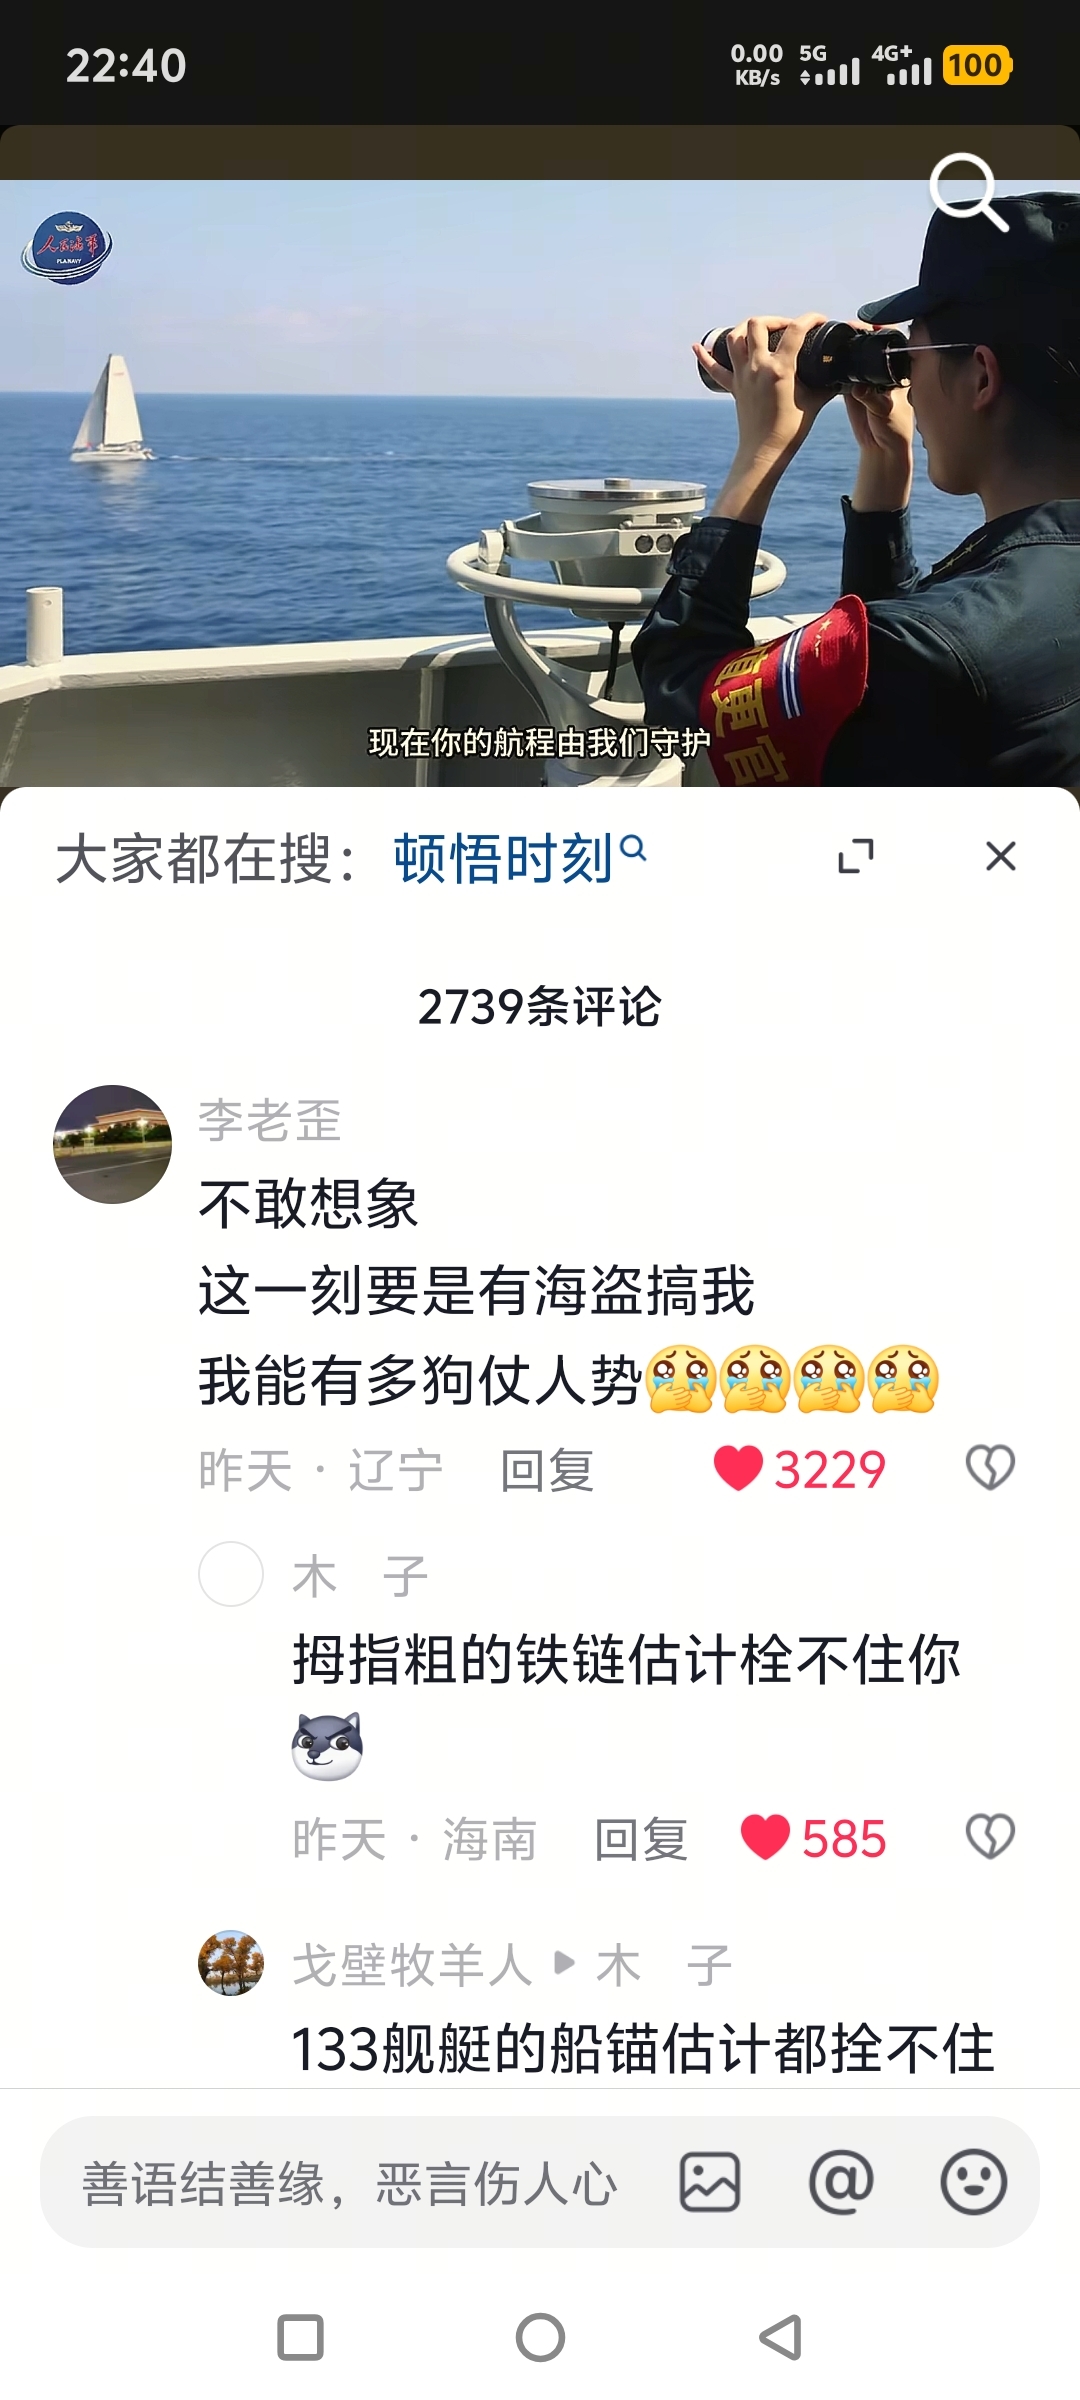 22:40
0.00
KB/s
5G
4G+
100
人民海军
PLA NAVY
值更官
现在你的航程由我们守护
大家都在搜：顿悟时刻
2739条评论
李老歪
不敢想象
这一刻要是有海盗搞我
我能有多狗仗人势
昨天 · 辽宁 回复 3229
木 子
拇指粗的铁链估计栓不住你
昨天 · 海南 回复 585
戈壁牧羊人 ▶ 木 子
133舰艇的船锚估计都拴不住
善语结善缘，恶言伤人心